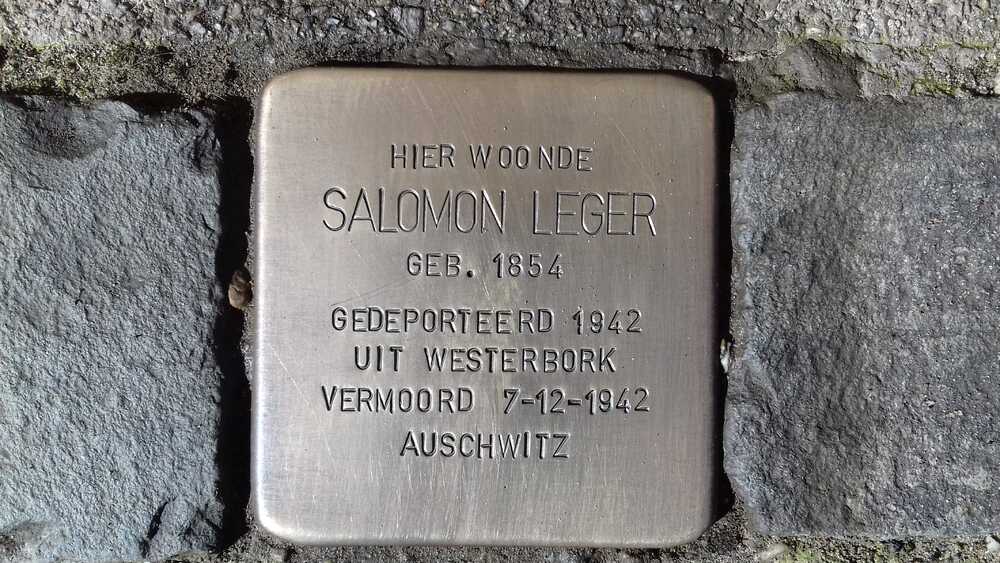 HIER WOONDE
SALOMON LEGER
GEB. 1854
GEDEPORTEERD 1942
UIT WESTERBORK
VERMOORD 7-12-1942
AUSCHWITZ